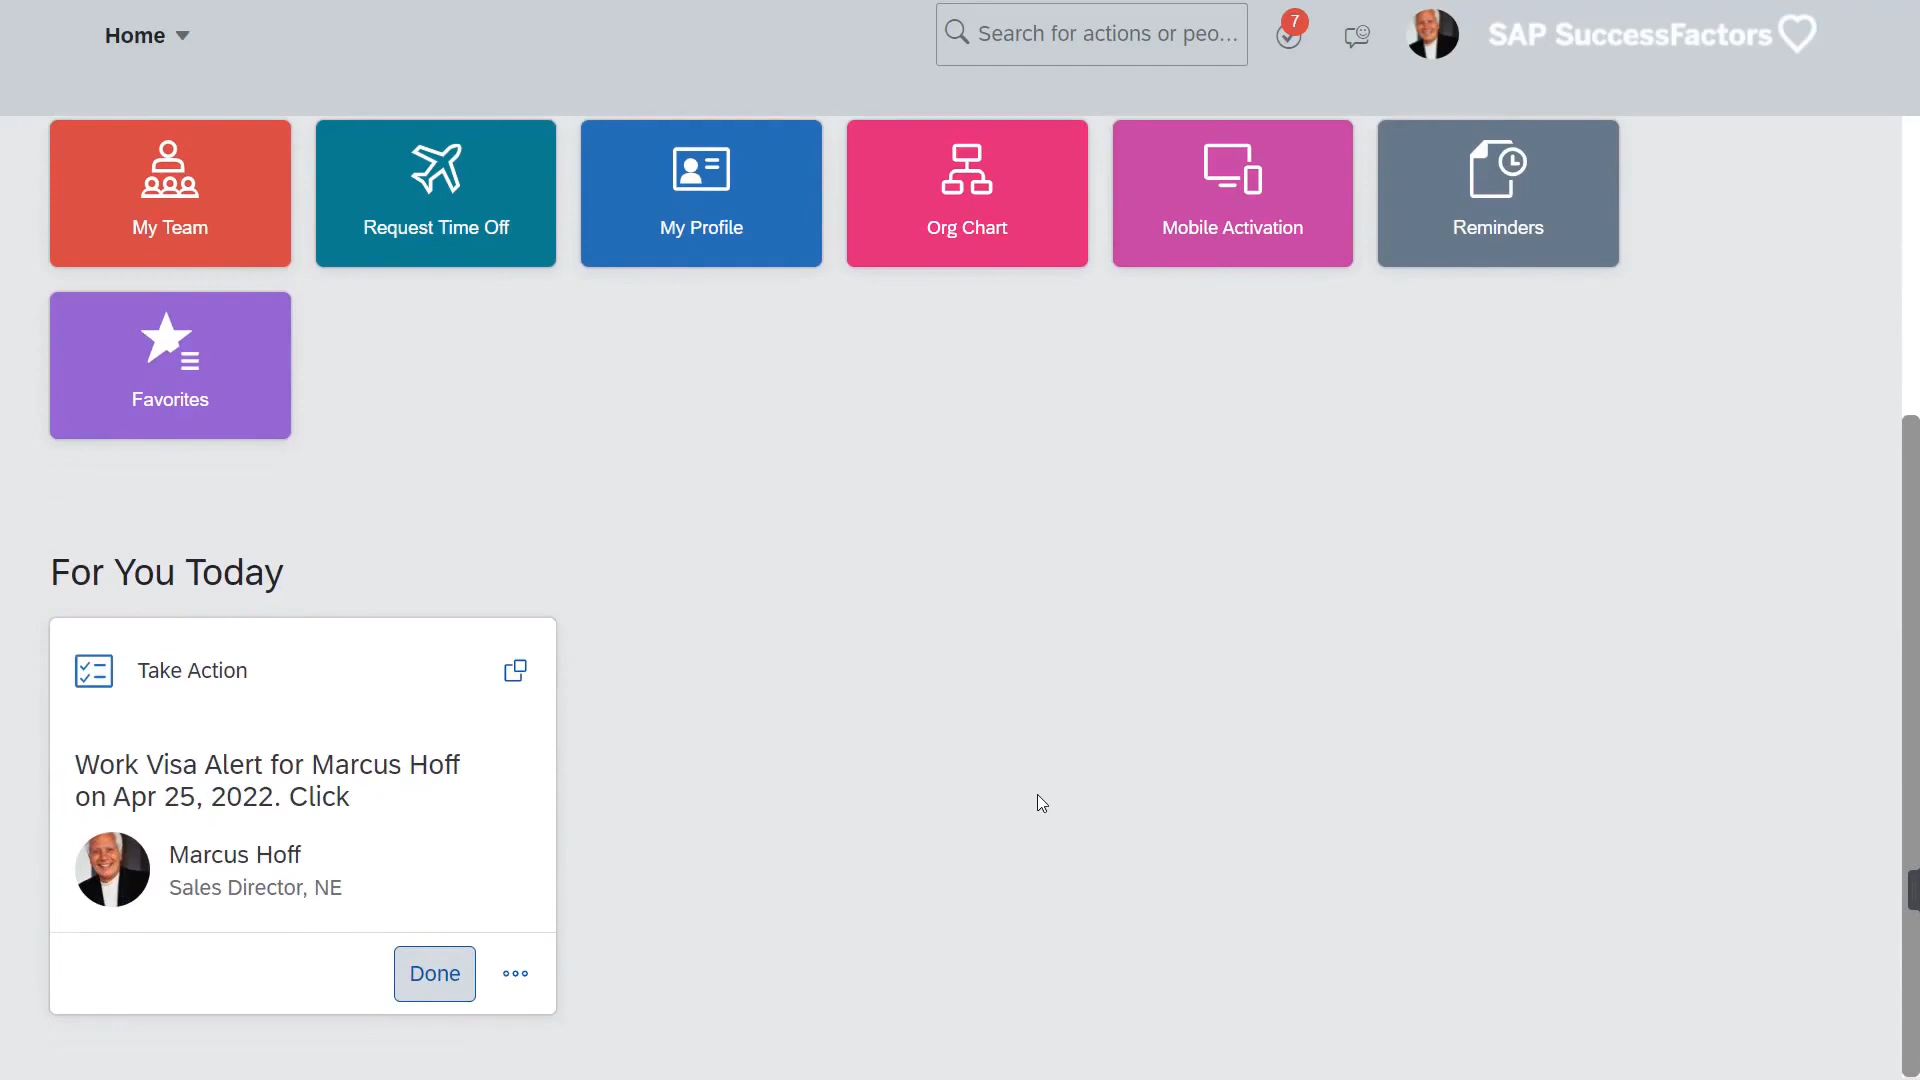 Home
Search for actions or peo...
7
SAP SuccessFactors
My Team
Request Time Off
My Profile
Org Chart
Mobile Activation
Reminders
Favorites
For You Today
Take Action
Work Visa Alert for Marcus Hoff
on Apr 25, 2022. Click
Marcus Hoff
Sales Director, NE
Done